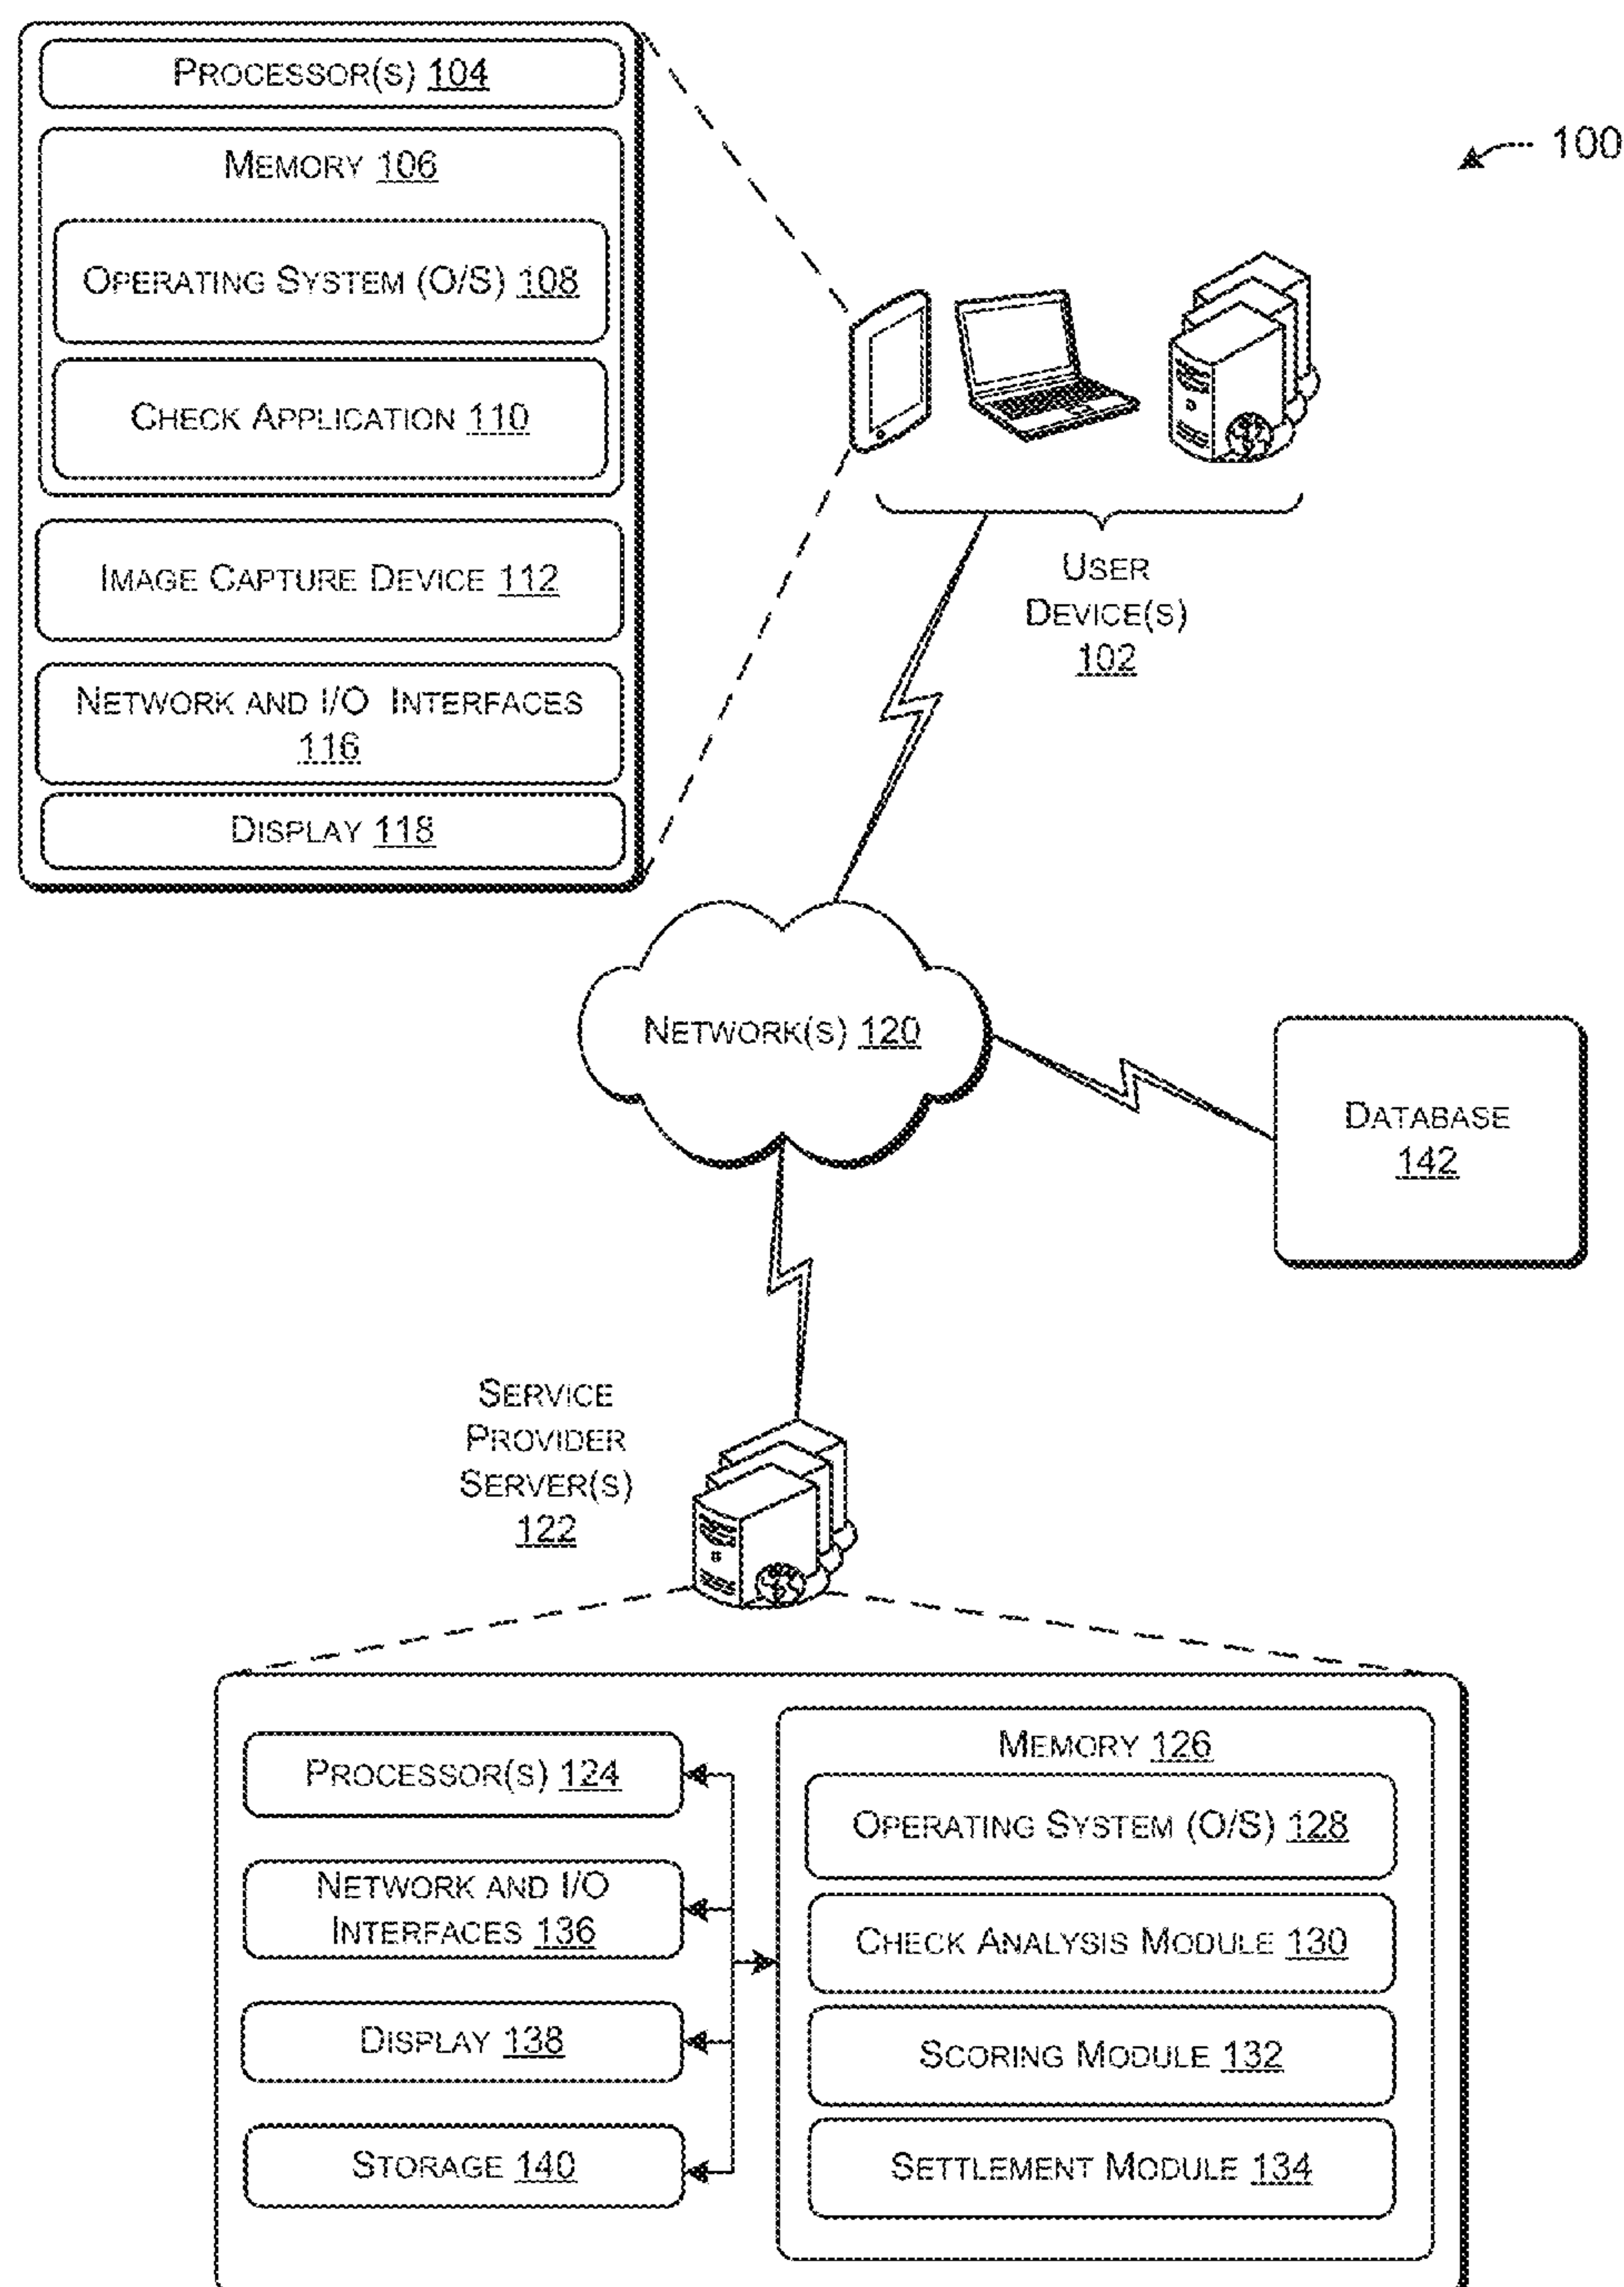 PROCESSOR(S) 104
MEMORY 106
OPERATING SYSTEM (O/S) 108
CHECK APPLICATION 110
IMAGE CAPTURE DEVICE 112
NETWORK AND I/O INTERFACES
116
DISPLAY 118
100
USER
DEVICE(S)
102
NETWORK(S) 120
DATABASE
142
SERVICE
PROVIDER
SERVER(S)
122
PROCESSOR(S) 124
NETWORK AND I/O
INTERFACES 136
DISPLAY 138
STORAGE 140
MEMORY 126
OPERATING SYSTEM (O/S) 128
CHECK ANALYSIS MODULE 130
SCORING MODULE 132
SETTLEMENT MODULE 134